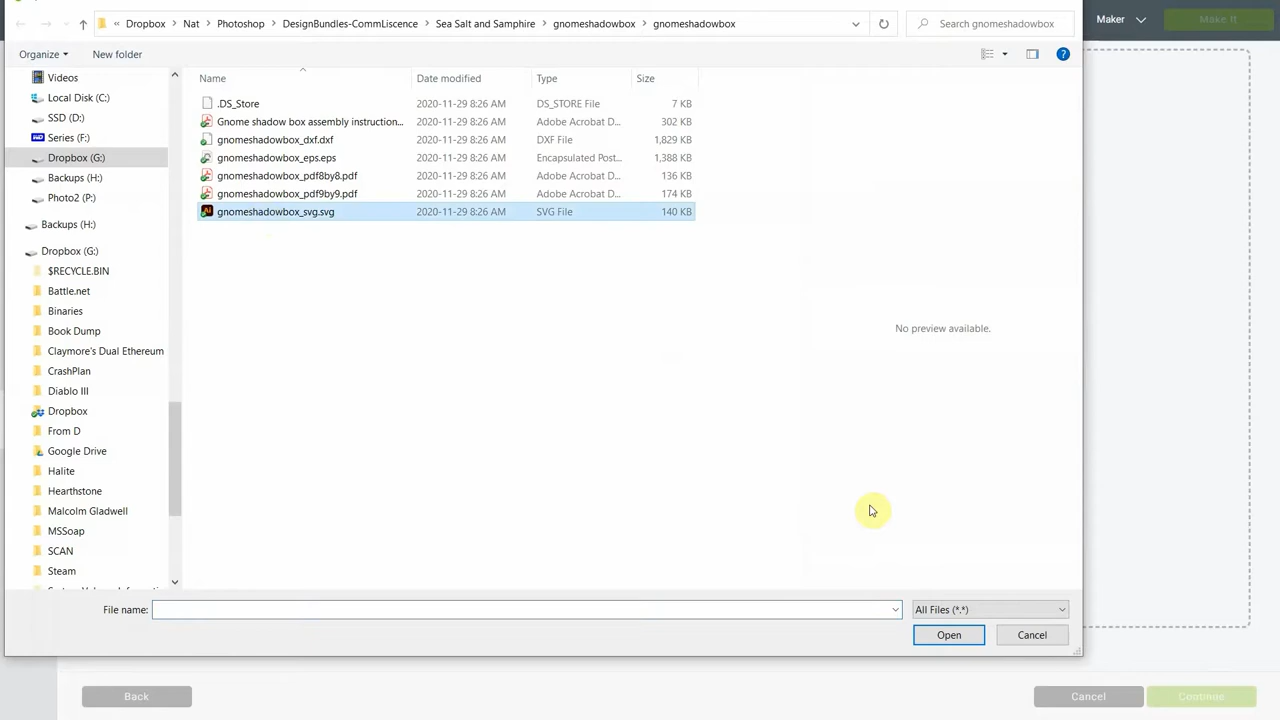 « Dropbox > Nat > Photoshop > DesignBundles-CommLiscence > Sea Salt and Samphire > gnomeshadowbox > gnomeshadowbox
Search gnomeshadowbox
Maker
Make It
Organize
New folder
Name
Date modified
Type
Size
.DS_Store 2020-11-29 8:26 AM DS_STORE File 7 KB
Gnome shadow box assembly instruction... 2020-11-29 8:26 AM Adobe Acrobat D... 302 KB
gnomeshadowbox_dxf.dxf 2020-11-29 8:26 AM DXF File 1,829 KB
gnomeshadowbox_eps.eps 2020-11-29 8:26 AM Encapsulated Post... 1,388 KB
gnomeshadowbox_pdf8by8.pdf 2020-11-29 8:26 AM Adobe Acrobat D... 136 KB
gnomeshadowbox_pdf9by9.pdf 2020-11-29 8:26 AM Adobe Acrobat D... 174 KB
gnomeshadowbox_svg.svg 2020-11-29 8:26 AM SVG File 140 KB
Videos
Local Disk (C:)
SSD (D:)
Series (F:)
Dropbox (G:)
Backups (H:)
Photo2 (P:)
Backups (H:)
Dropbox (G:)
$RECYCLE.BIN
Battle.net
Binaries
Book Dump
Claymore's Dual Ethereum
CrashPlan
Diablo III
Dropbox
From D
Google Drive
Halite
Hearthstone
Malcolm Gladwell
MSSoap
SCAN
Steam
No preview available.
File name:
All Files (*.*)
Open
Cancel
Back
Cancel
Continue